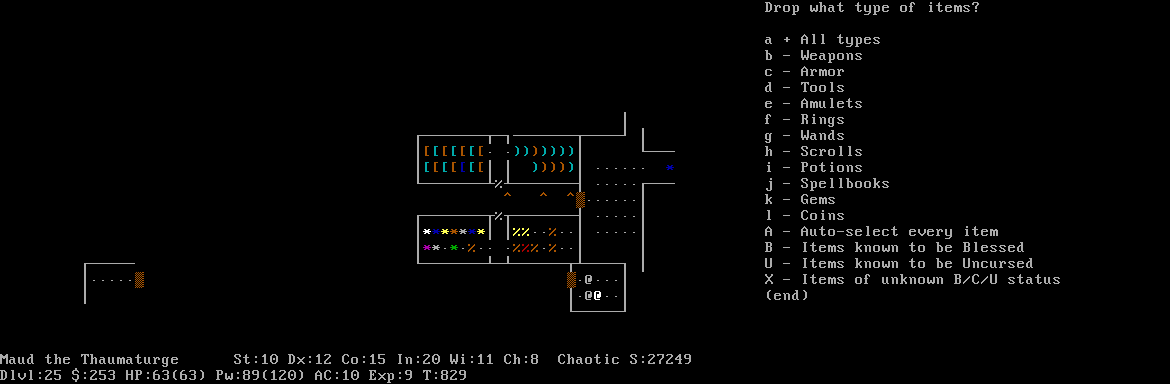 Drop what type of items?
a + All types
b - Weapons
c - Armor
d - Tools
e - Amulets
f - Rings
g - Wands
h - Scrolls
i - Potions
j - Spellbooks
k - Gems
l - Coins
A - Auto-select every item
B - Items known to be Blessed
U - Items known to be Uncursed
X - Items of unknown B/C/U status
(end)
Maud the Thaumaturge St:10 Dx:12 Co:15 In:20 Wi:11 Ch:8 Chaotic S:27249
Dlvl:25 $:253 HP:63(63) Pw:89(120) AC:10 Exp:9 T:829